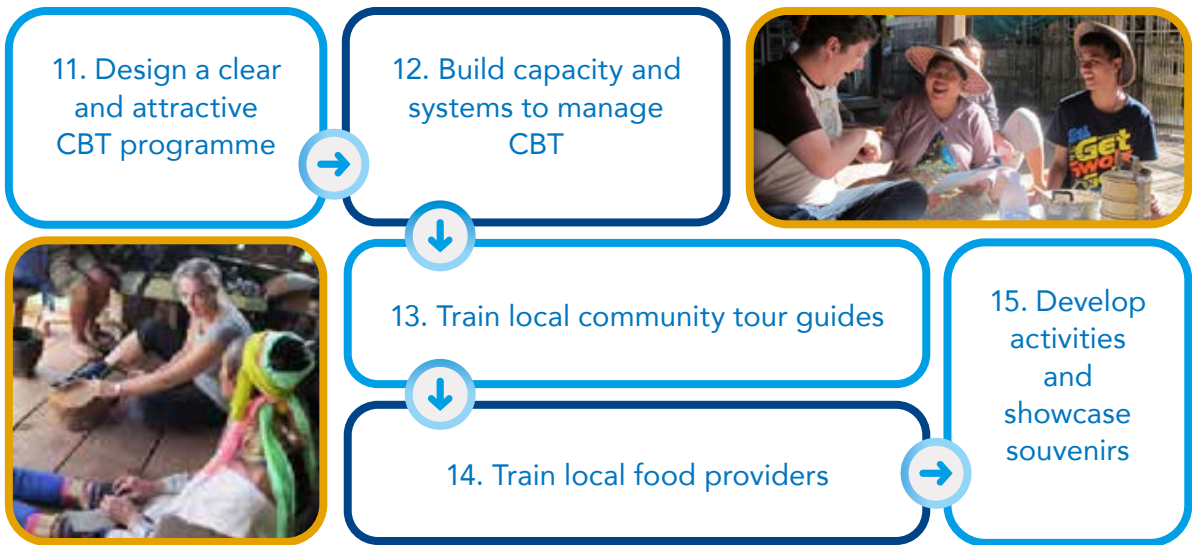 11. Design a clear
and attractive
CBT programme
12. Build capacity and
systems to manage
CBT
Get
13. Train local community tour guides
14. Train local food providers
15. Develop
activities
and
showcase
souvenirs